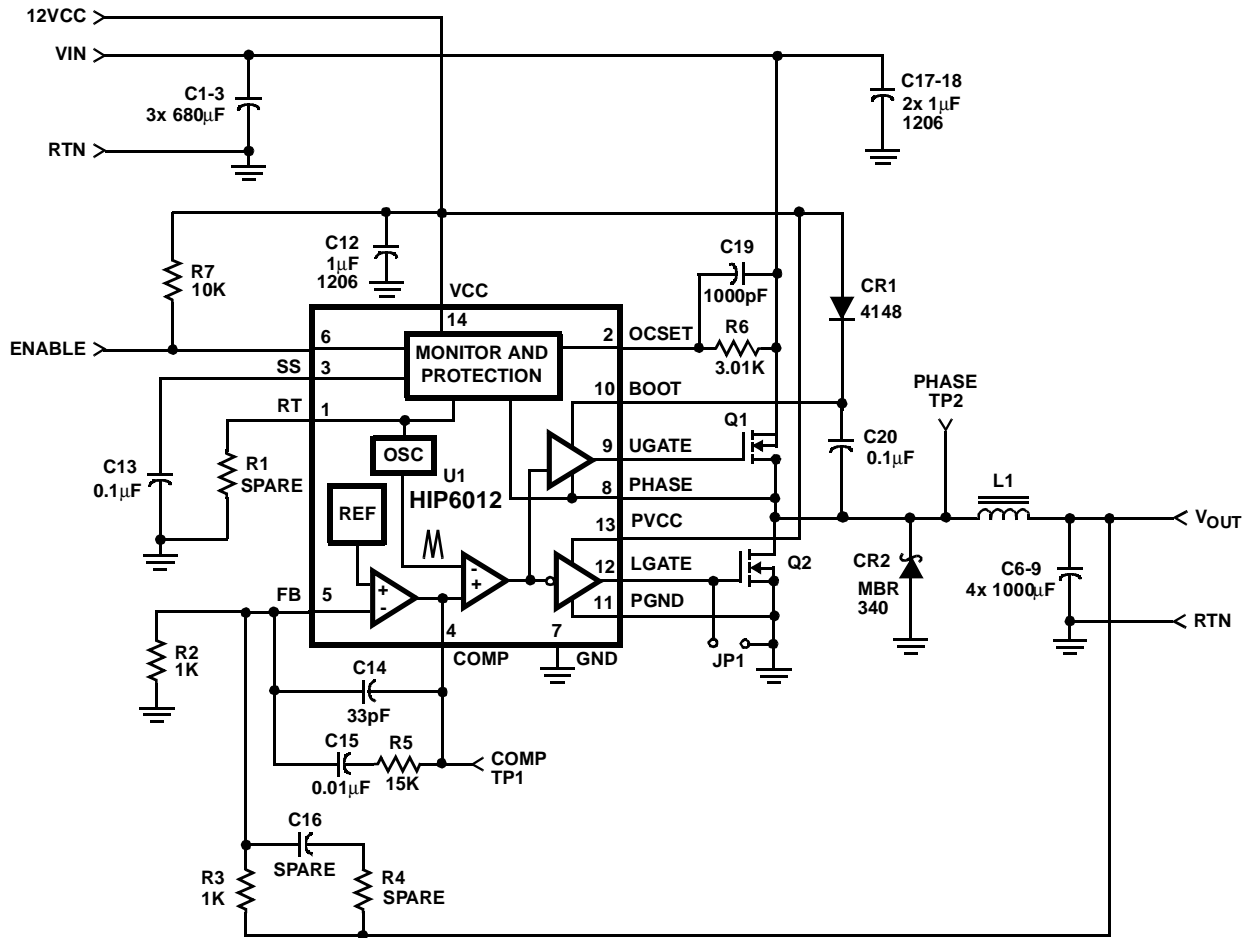 12VCC
VIN
C1-3
3x 680µF
RTN
C17-18
2x 1µF
1206
C12
1µF
1206
R7
10K
VCC
14
C19
1000pF
CR1
4148
ENABLE
6
MONITOR AND
PROTECTION
2
OCSET
R6
3.01K
SS
3
PHASE
TP2
10
BOOT
RT
1
Q1
OSC
9
UGATE
C20
0.1µF
C13
0.1µF
R1
SPARE
U1
HIP6012
8
PHASE
L1
REF
13
PVCC
VOUT
12
LGATE
Q2
CR2
MBR
340
C6-9
4x 1000µF
-
+
+
-
FB
5
11
PGND
RTN
4
COMP
7
GND
JP1
R2
1K
C14
33pF
C15
0.01µF
R5
15K
COMP
TP1
C16
SPARE
R3
1K
R4
SPARE